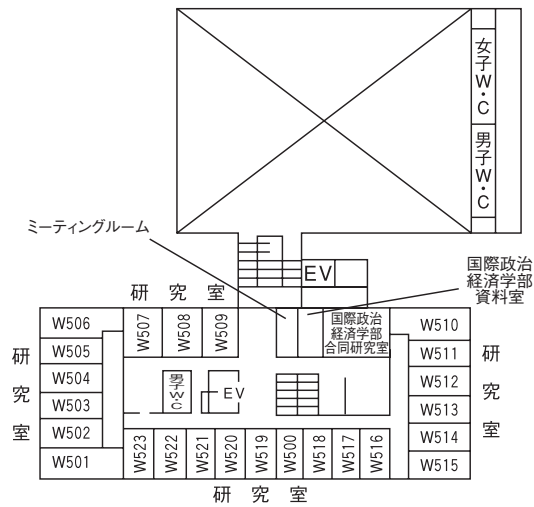 女子W・C
男子W・C
ミーティングルーム
EV
国際政治
経済学部
資料室
研究室
国際政治
経済学部
合同研究室
W506
W507
W508
W509
W510
W505
W511
研究室
W504
W512
研究室
W503
男子W・C
EV
W513
W502
W514
W501
W523
W522
W521
W520
W519
W500
W518
W517
W516
W515
研究室